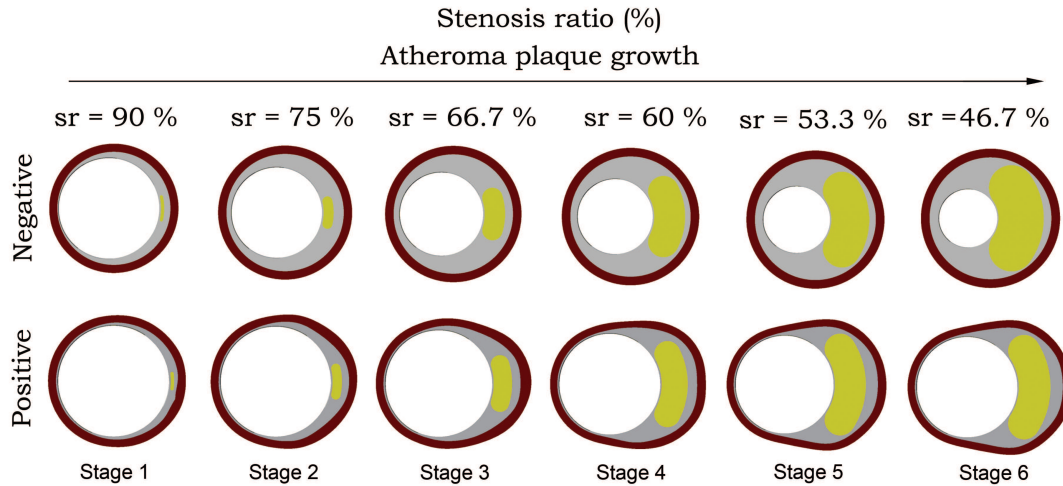 Stenosis ratio (%)
Atheroma plaque growth
sr = 90 %
sr = 75 %
sr = 66.7 %
sr = 60 %
sr = 53.3 %
sr =46.7 %
Negative
Positive
Stage 1
Stage 2
Stage 3
Stage 4
Stage 5
Stage 6